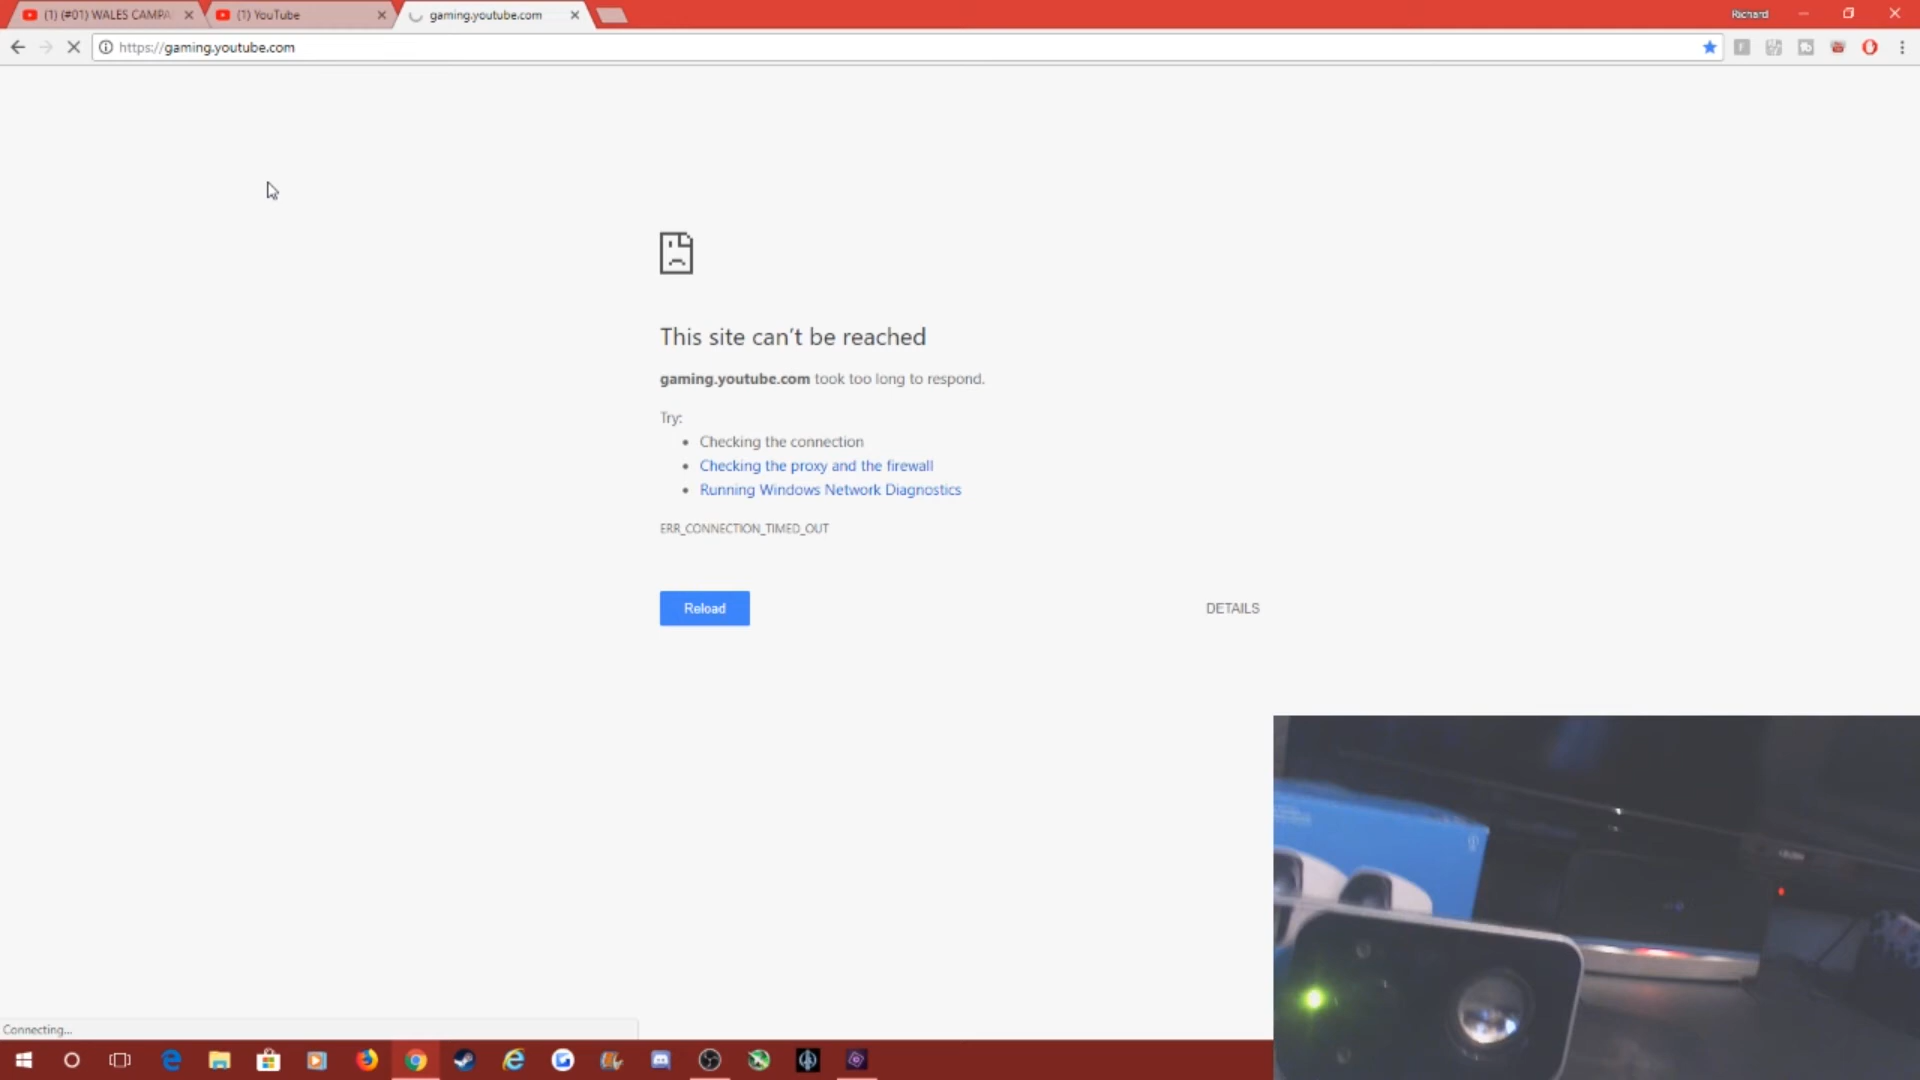 (1) (#01) WALES CAMPA
(1) YouTube
gaming.youtube.com
Richard
https://gaming.youtube.com
This site can't be reached
gaming.youtube.com took too long to respond.
Try:
Checking the connection
Checking the proxy and the firewall
Running Windows Network Diagnostics
ERR_CONNECTION_TIMED_OUT
Reload
DETAILS
Connecting...